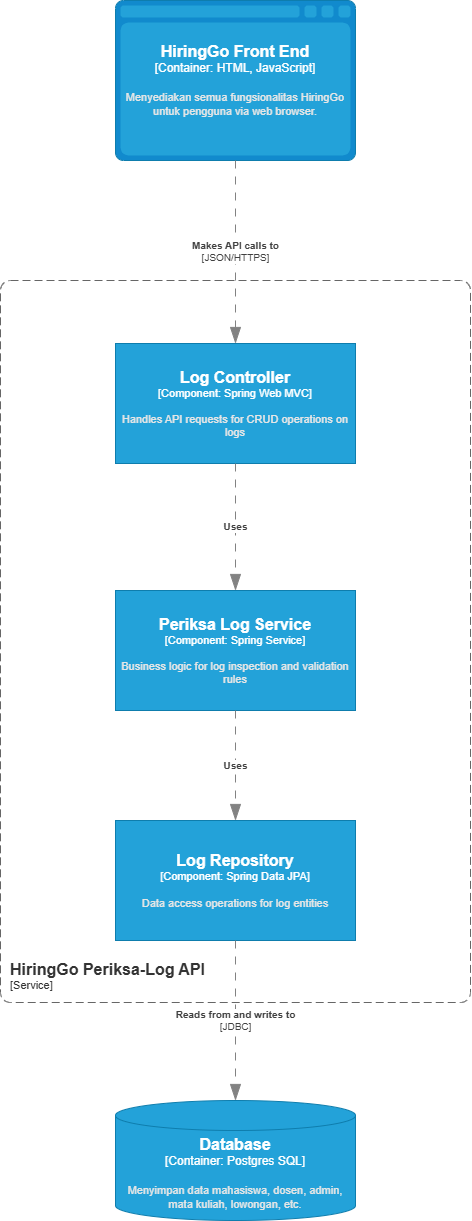 HiringGo Front End
[Container: HTML, JavaScript]
Menyediakan semua fungsionalitas HiringGo
untuk pengguna via web browser.
Makes API calls to
[JSON/HTTPS]
Log Controller
[Component: Spring Web MVC]
Handles API requests for CRUD operations on
logs
Uses
Periksa Log Service
[Component: Spring Service]
Business logic for log inspection and validation
rules
Uses
Log Repository
[Component: Spring Data JPA]
Data access operations for log entities
HiringGo Periksa-Log API
[Service]
Reads from and writes to
[JDBC]
Database
[Container: Postgres SQL]
Menyimpan data mahasiswa, dosen, admin,
mata kuliah, lowongan, etc.